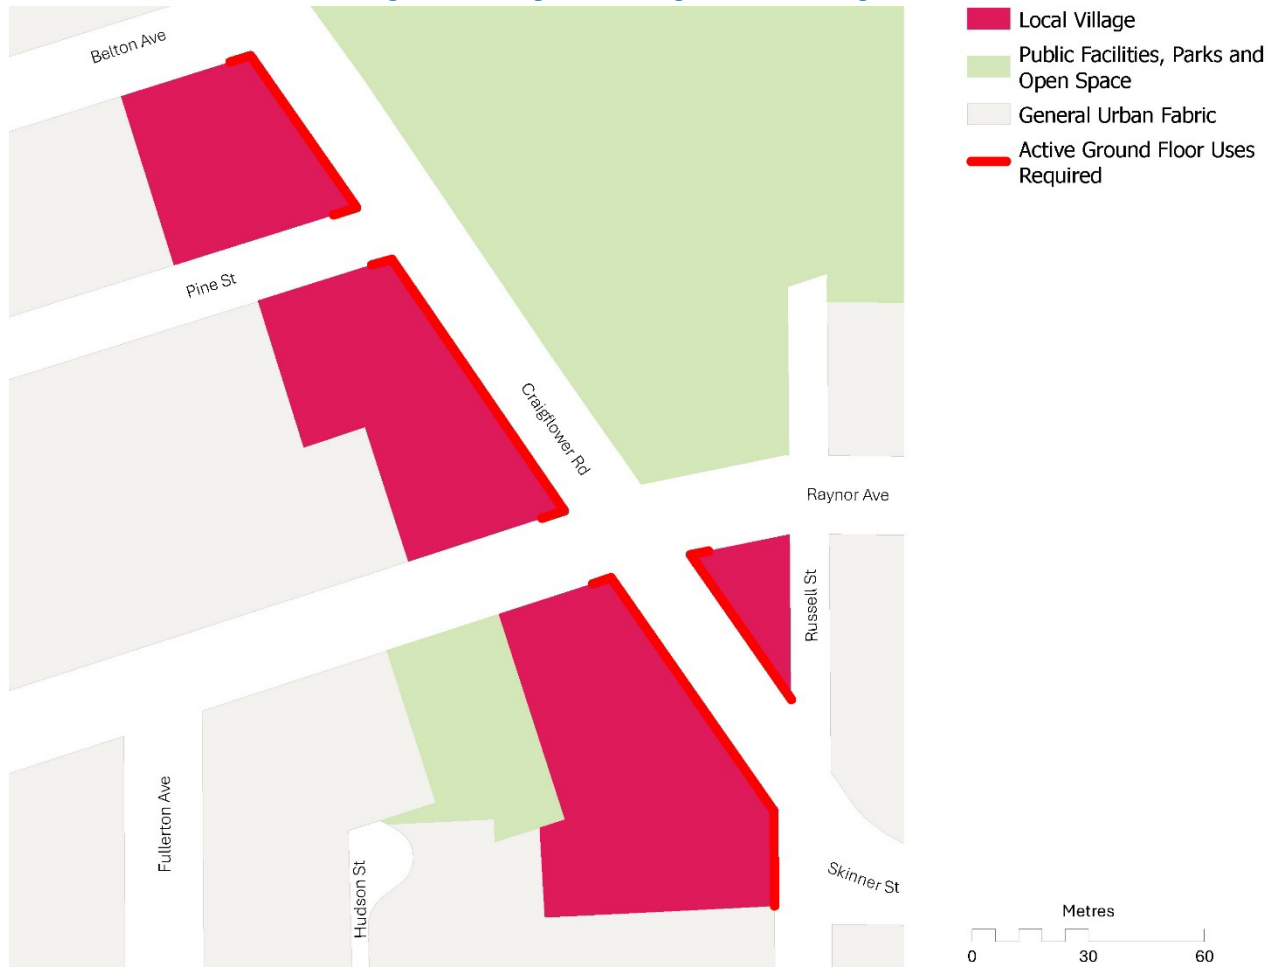 Local Village
Public Facilities, Parks and
Open Space
General Urban Fabric
Active Ground Floor Uses
Required
Belton Ave
Pine St
Craigflower Rd
Raynor Ave
Russell St
Fullerton Ave
Hudson St
Skinner St
Metres
0 30 60